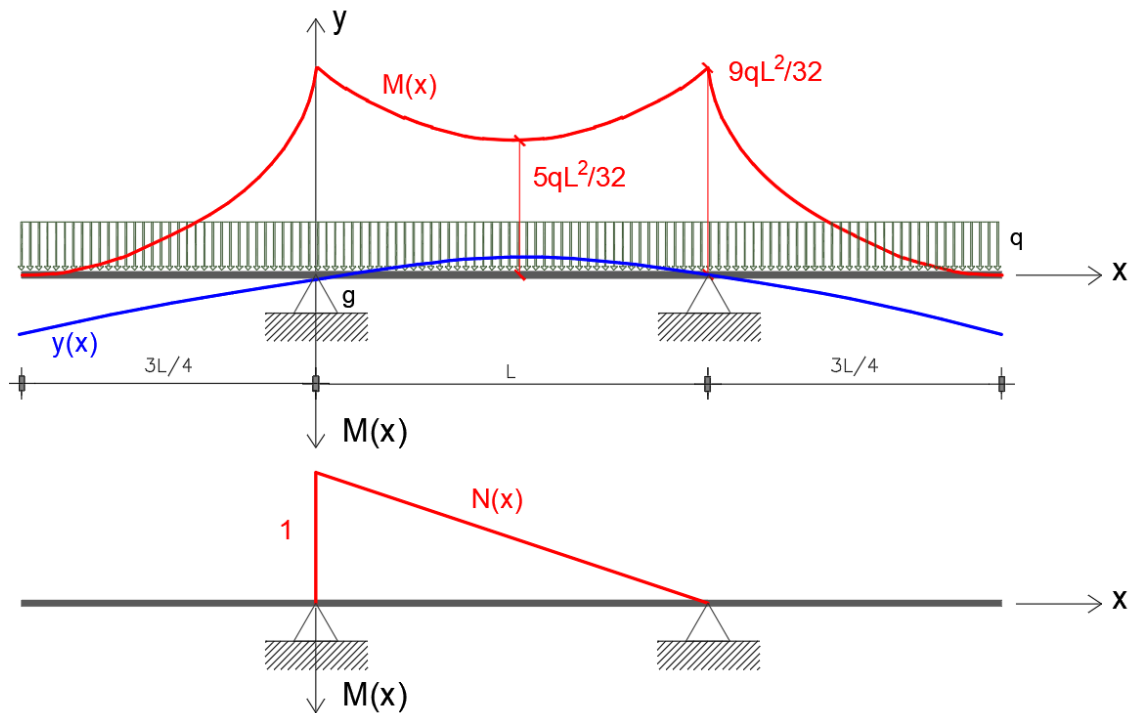 y
M(x)
9qL²/32
5qL²/32
q
x
g
y(x)
3L/4
L
3L/4
M(x)
N(x)
1
x
M(x)